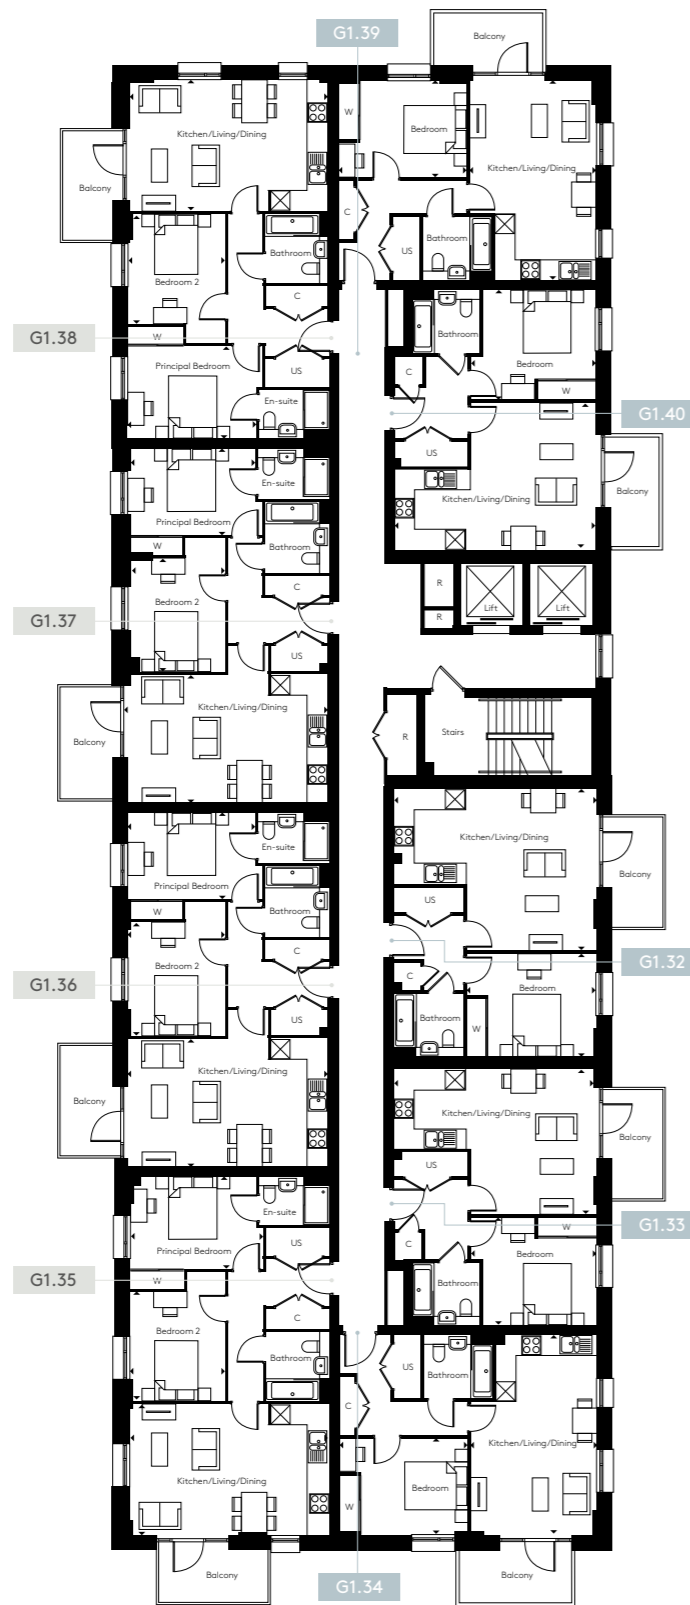 G1.39
Balcony
W
Bedroom
Kitchen/Living/Dining
Kitchen/Living/Dining
Balcony
C
US
Bathroom
Bathroom
Bedroom 2
C
W
G1.38
US
Principal Bedroom
En-suite
Bathroom
Bedroom
C
W
G1.40
US
Kitchen/Living/Dining
Balcony
En-suite
Principal Bedroom
W
Bathroom
C
Bedroom 2
G1.37
US
R
R
Lift
Lift
Kitchen/Living/Dining
Balcony
R
Stairs
En-suite
Principal Bedroom
W
Bathroom
C
Bedroom 2
G1.36
US
Kitchen/Living/Dining
Balcony
US
G1.32
C
Bedroom
Bathroom
W
Kitchen/Living/Dining
Balcony
Kitchen/Living/Dining
Balcony
US
G1.33
C
W
Bedroom
Bathroom
En-suite
US
Principal Bedroom
G1.35
W
C
Bedroom 2
Bathroom
US
Bathroom
C
Kitchen/Living/Dining
Kitchen/Living/Dining
Bedroom
W
Balcony
Balcony
G1.34